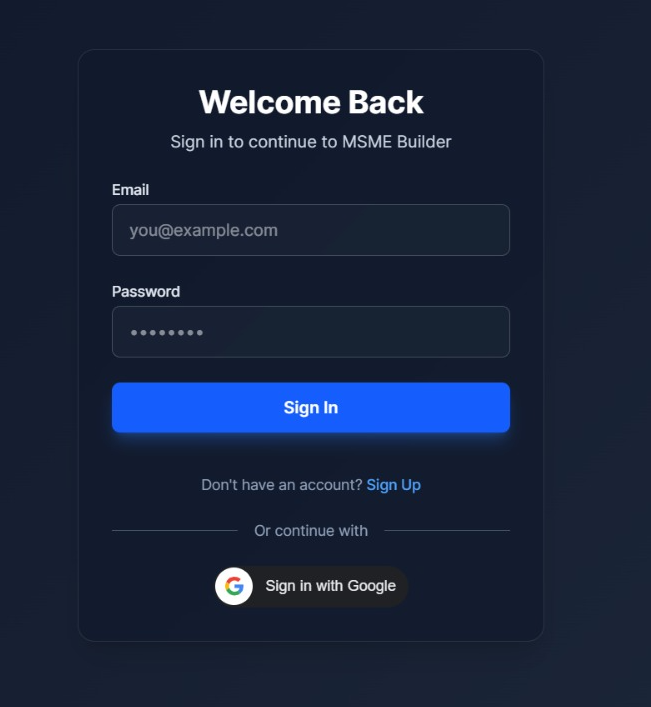 Welcome Back
Sign in to continue to MSME Builder
Email
you@example.com
Password
••••••••
Sign In
Don't have an account? Sign Up
Or continue with
Sign in with Google